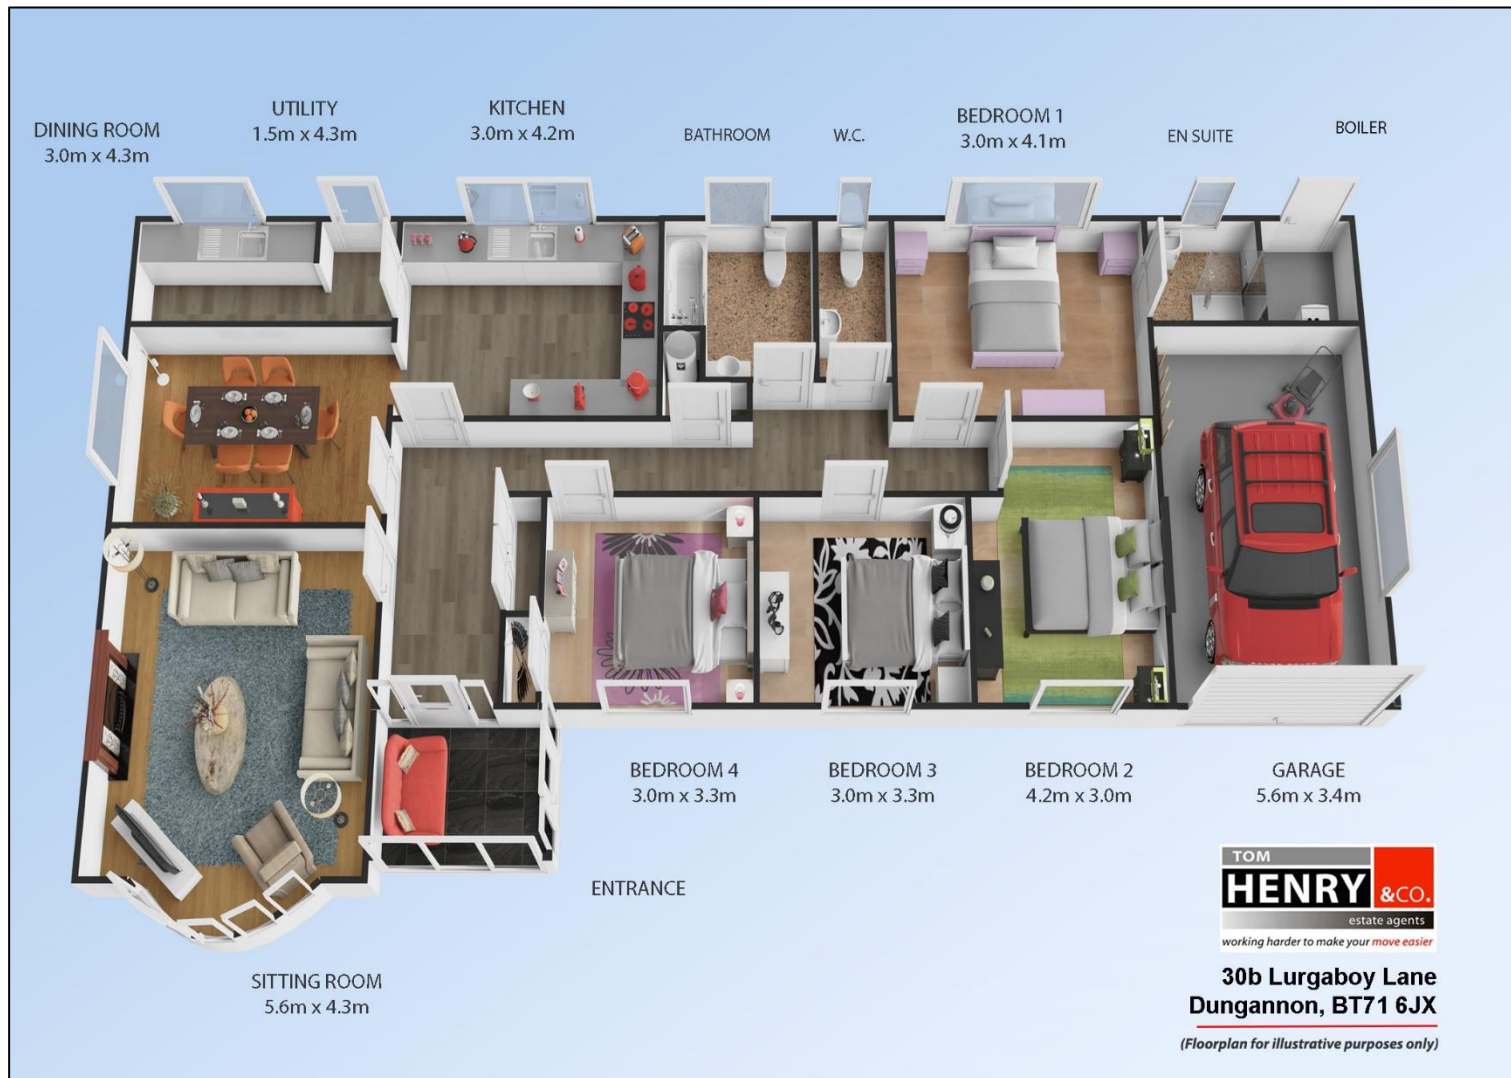 DINING ROOM
3.0m x 4.3m
UTILITY
1.5m x 4.3m
KITCHEN
3.0m x 4.2m
BATHROOM
W.C.
BEDROOM 1
3.0m x 4.1m
EN SUITE
BOILER
BEDROOM 4
3.0m x 3.3m
BEDROOM 3
3.0m x 3.3m
BEDROOM 2
4.2m x 3.0m
GARAGE
5.6m x 3.4m
ENTRANCE
SITTING ROOM
5.6m x 4.3m
TOM
HENRY &CO.
estate agents
working harder to make your move easier
30b Lurgaboy Lane
Dungannon, BT71 6JX
(Floorplan for illustrative purposes only)